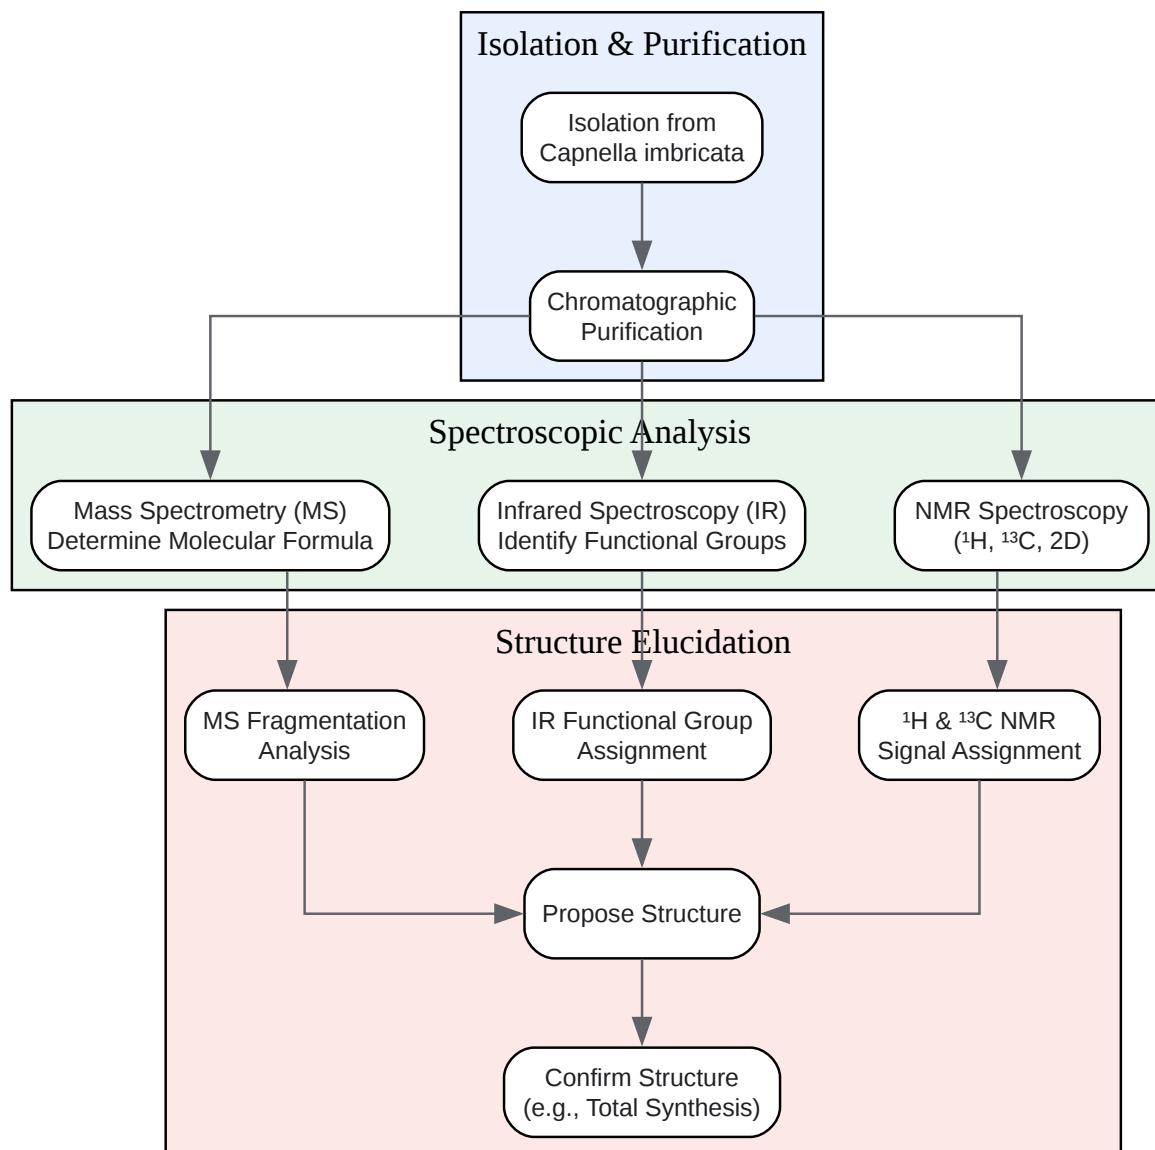 Isolation & Purification
Isolation from
Capnella imbricata
Chromatographic
Purification
Spectroscopic Analysis
Mass Spectrometry (MS)
Determine Molecular Formula
Infrared Spectroscopy (IR)
Identify Functional Groups
NMR Spectroscopy
(¹H, ¹³C, 2D)
Structure Elucidation
MS Fragmentation
Analysis
IR Functional Group
Assignment
¹H & ¹³C NMR
Signal Assignment
Propose Structure
Confirm Structure
(e.g., Total Synthesis)